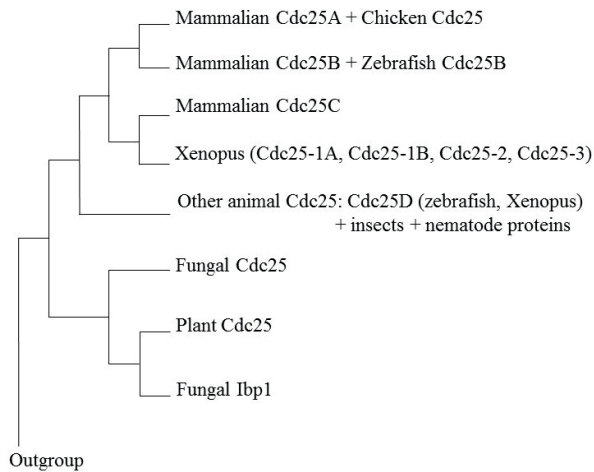 Mammalian Cdc25A + Chicken Cdc25
Mammalian Cdc25B + Zebrafish Cdc25B
Mammalian Cdc25C
Xenopus (Cdc25-1A, Cdc25-1B, Cdc25-2, Cdc25-3)
Other animal Cdc25: Cdc25D (zebrafish, Xenopus)
+ insects + nematode proteins
Fungal Cdc25
Plant Cdc25
Fungal Ibp1
Outgroup